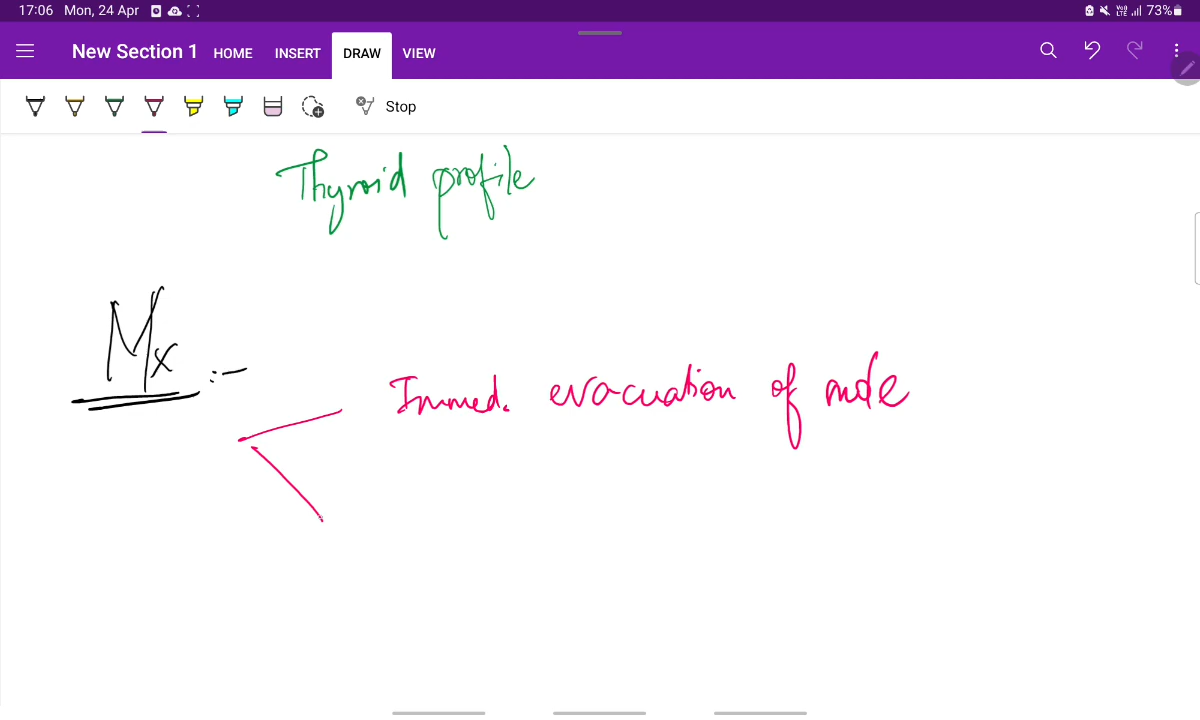 17:06 Mon, 24 Apr 73%
New Section 1 HOME INSERT DRAW VIEW
Stop
Thyroid profile
Mx :-
Immed. evacuation of mole